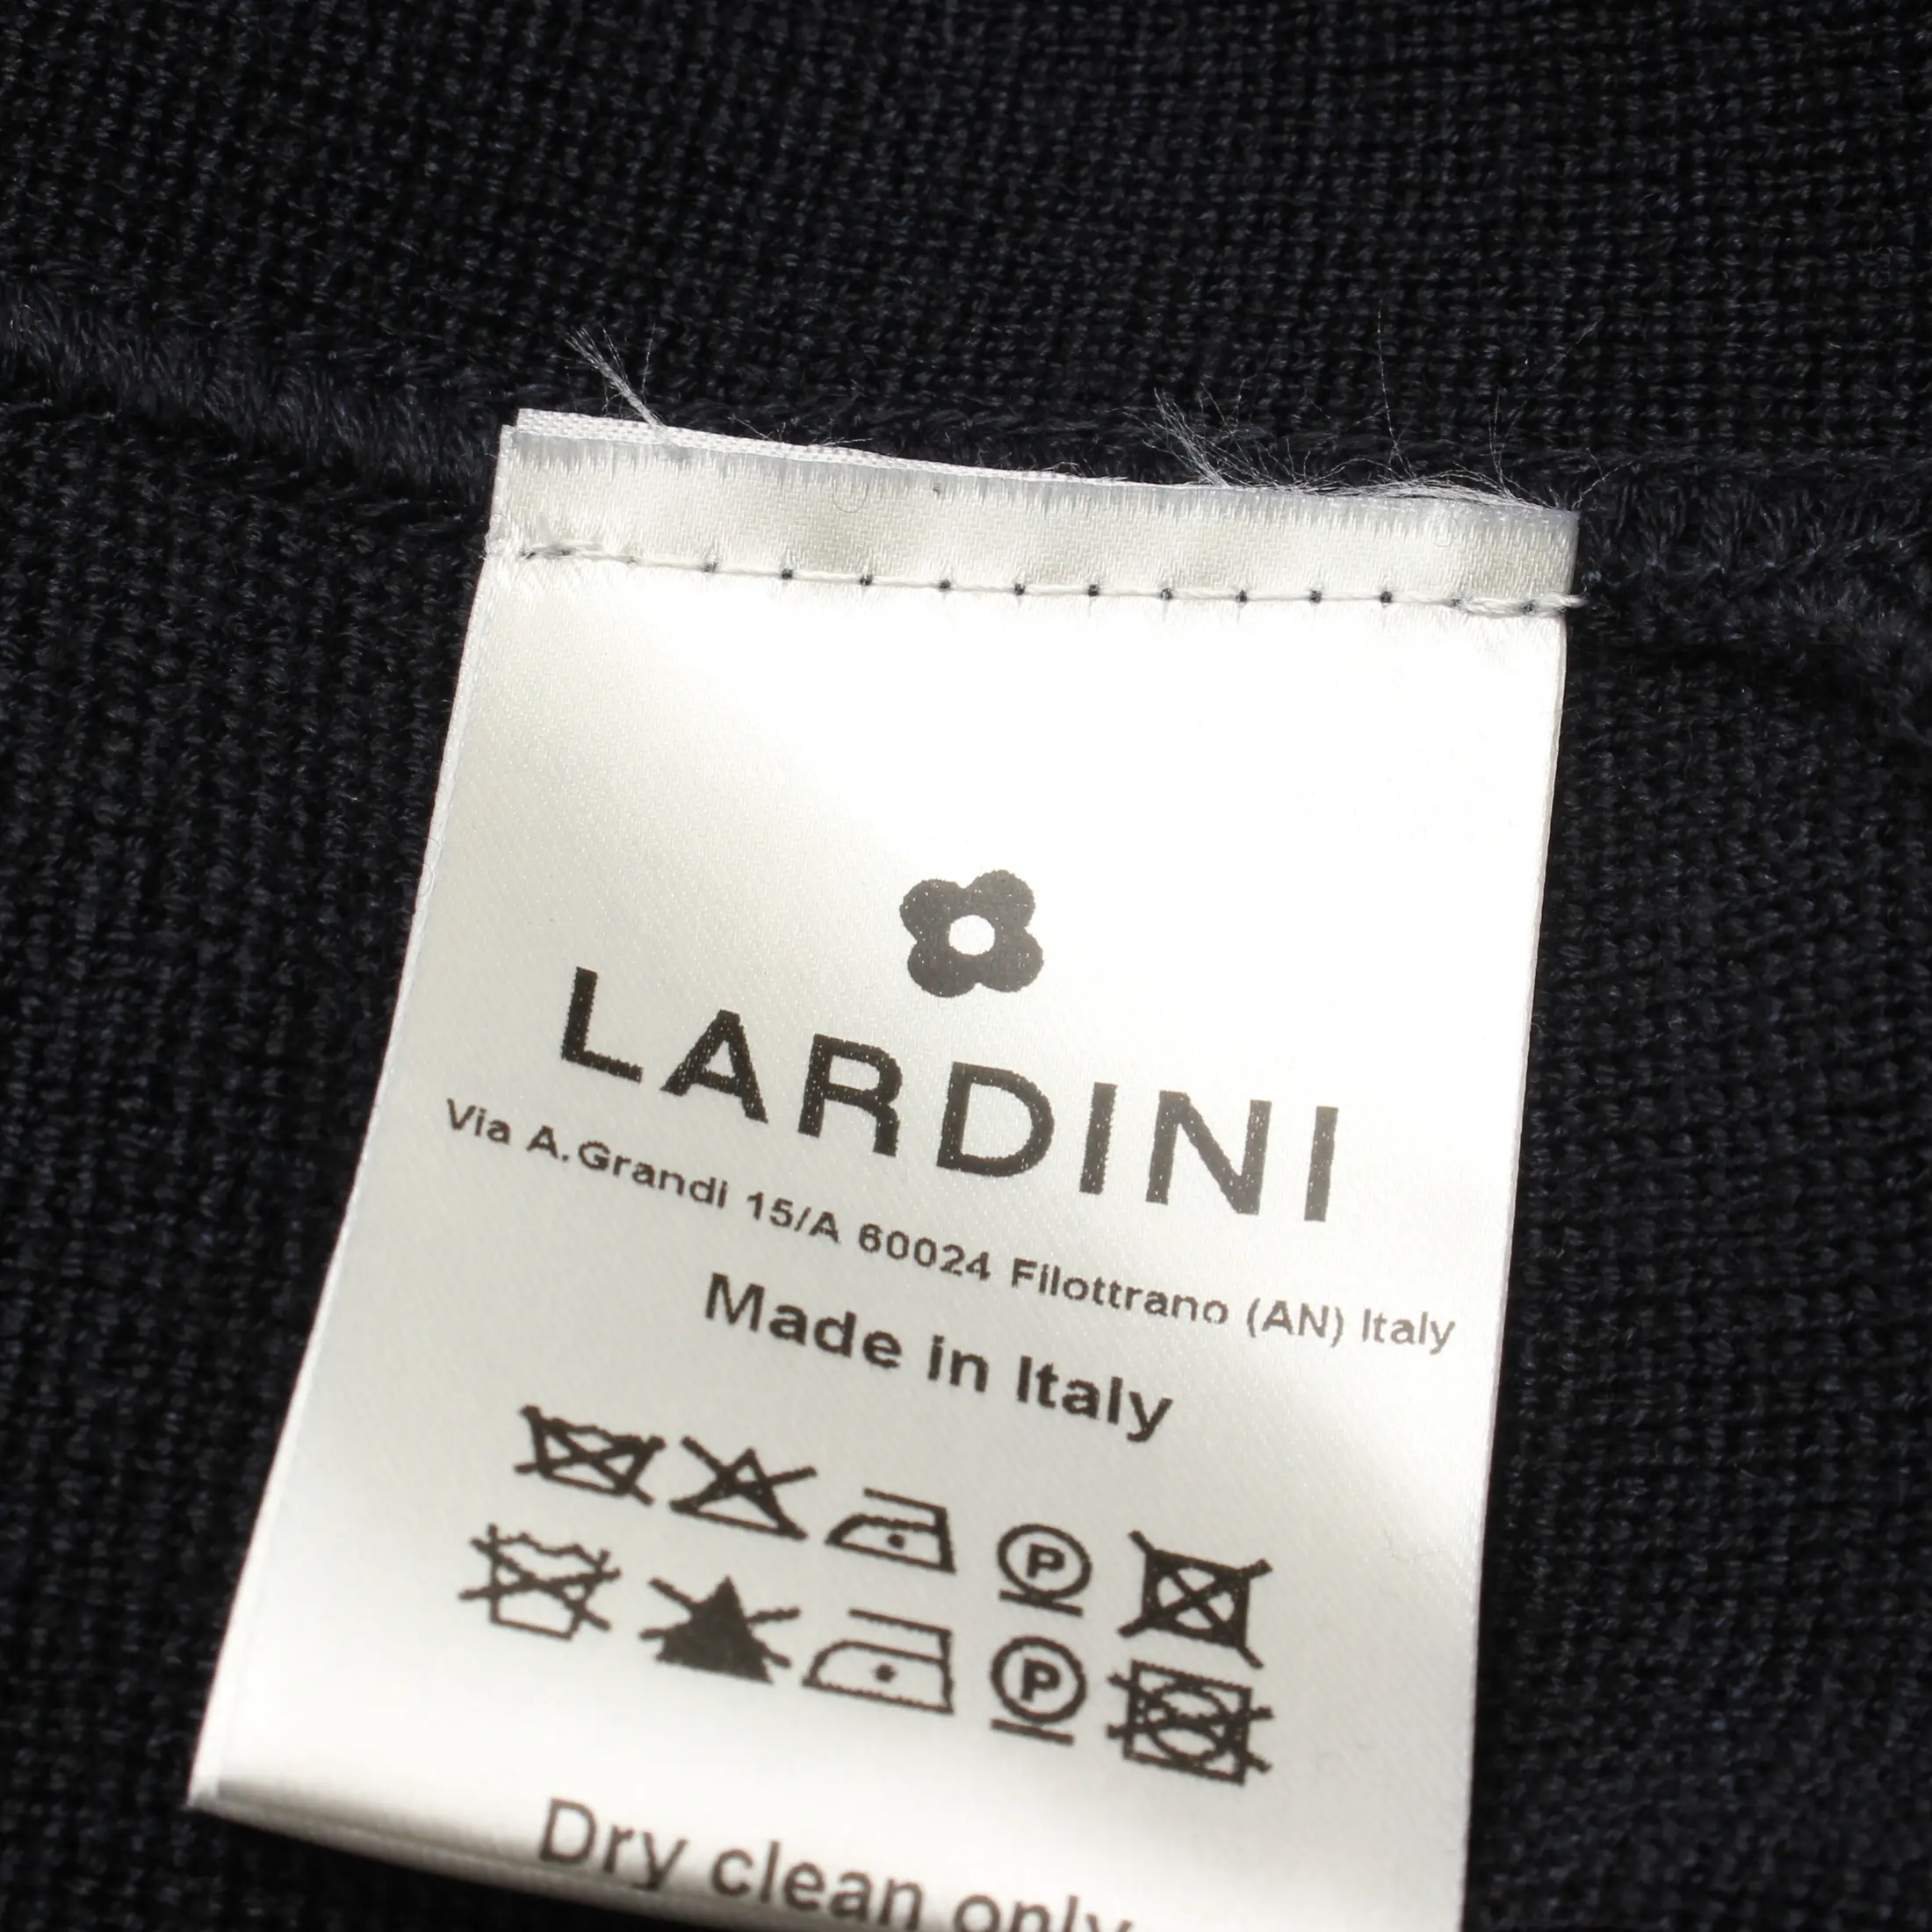 LARDINI
Via A.Grandi 15/A 60024 Filottrano (AN) Italy
Made in Italy
P
P
Dry clean only